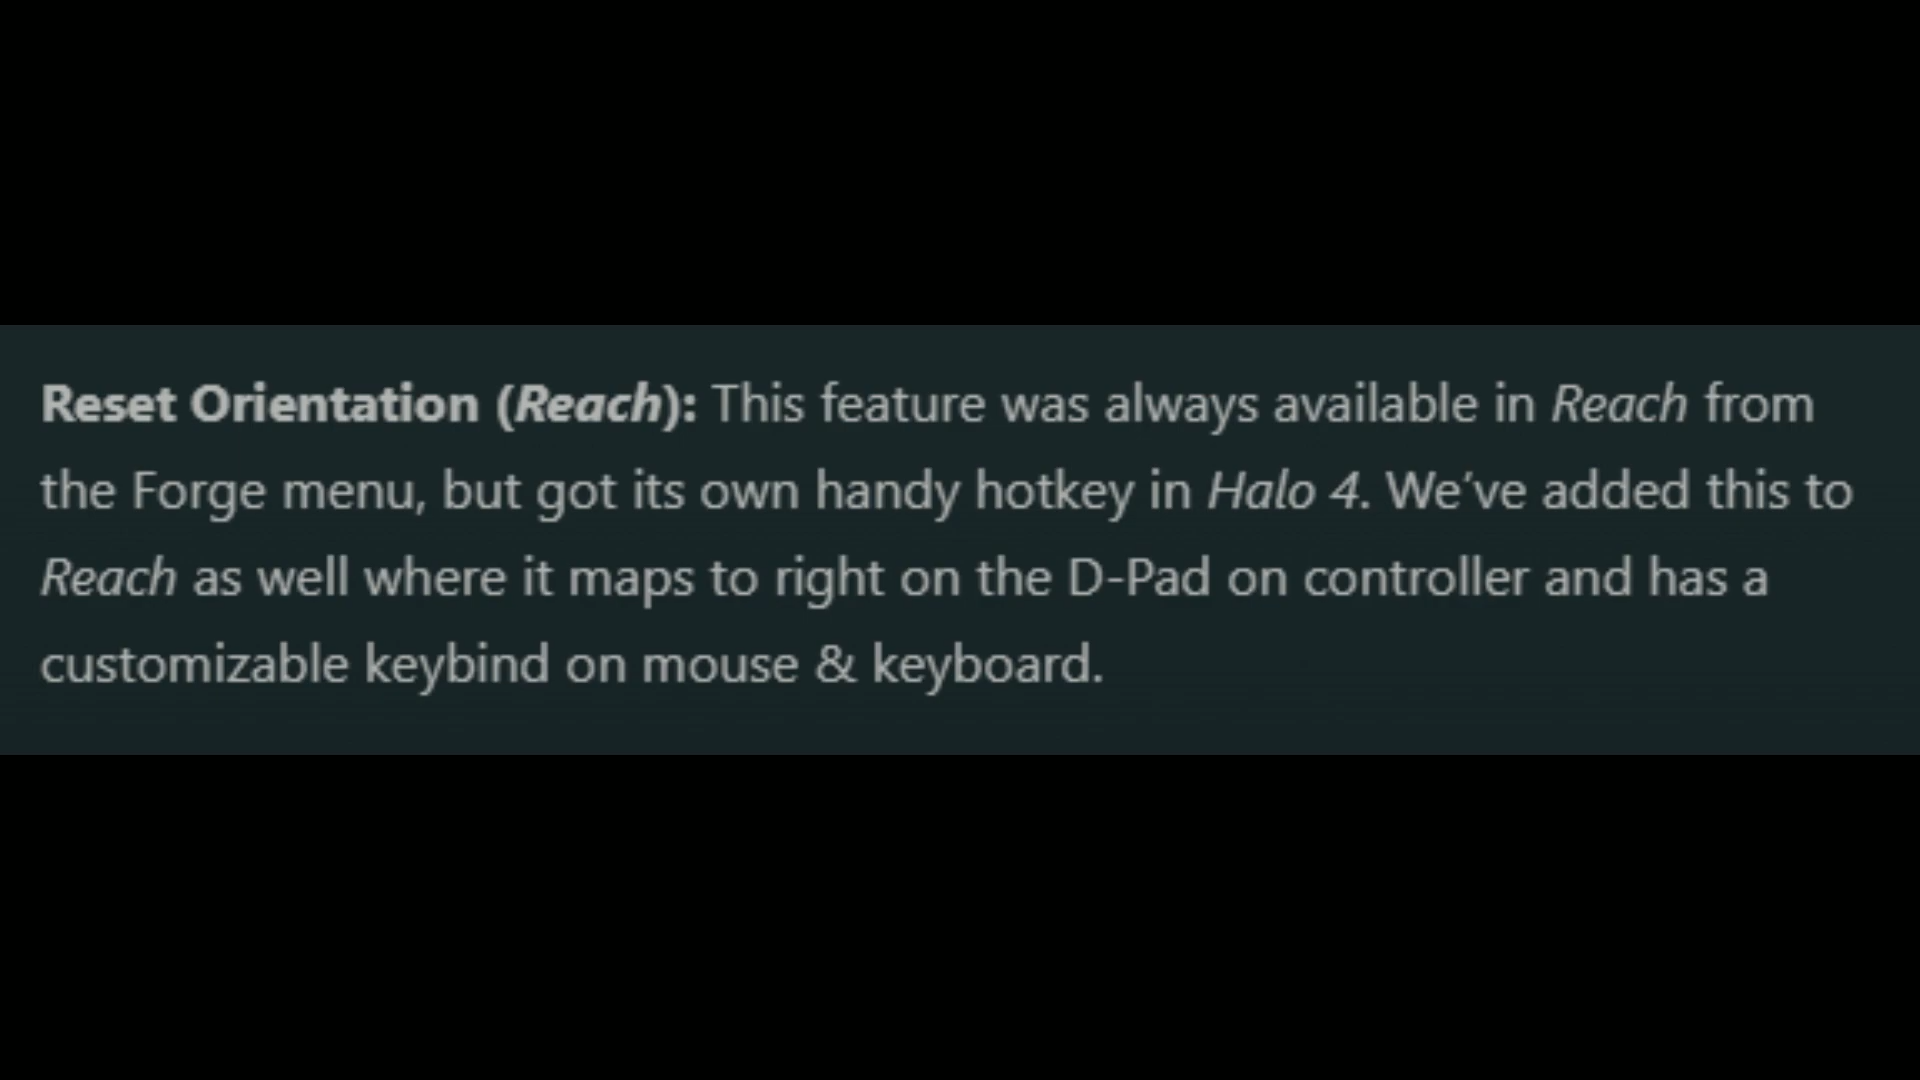 Reset Orientation (Reach): This feature was always available in Reach from
the Forge menu, but got its own handy hotkey in Halo 4. We’ve added this to
Reach as well where it maps to right on the D-Pad on controller and has a
customizable keybind on mouse & keyboard.